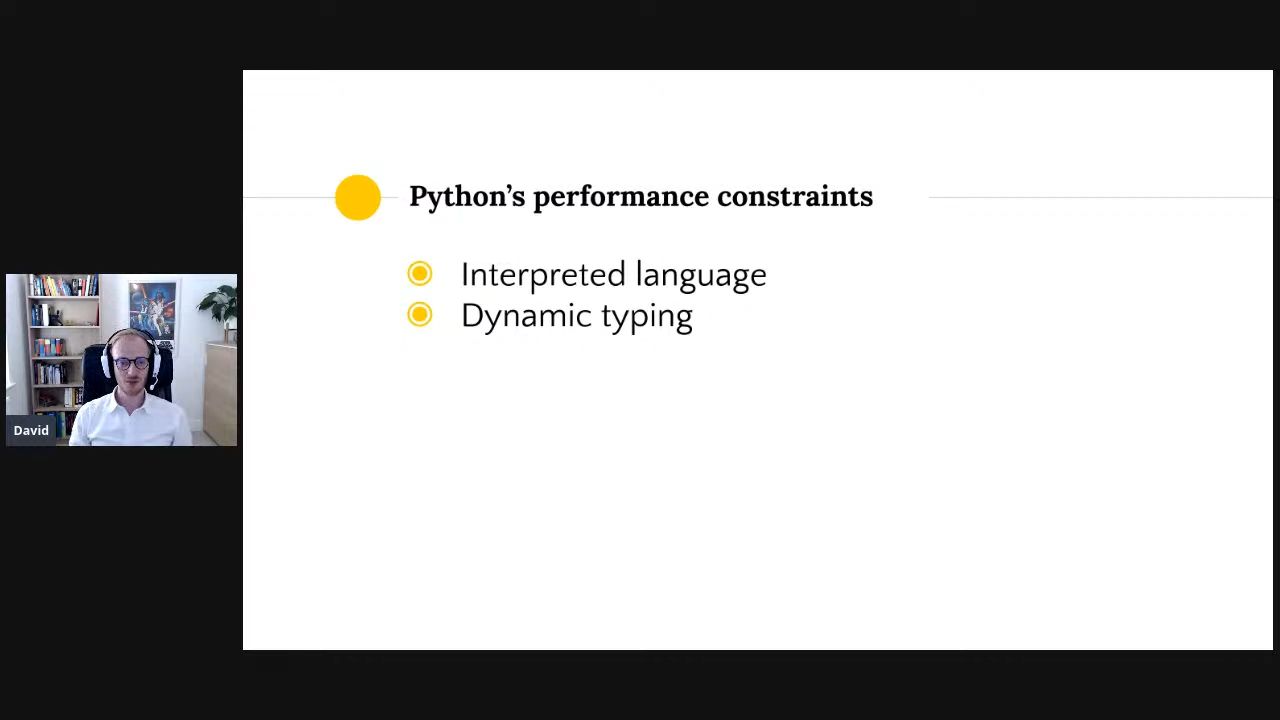 Python’s performance constraints
Interpreted language
Dynamic typing
David